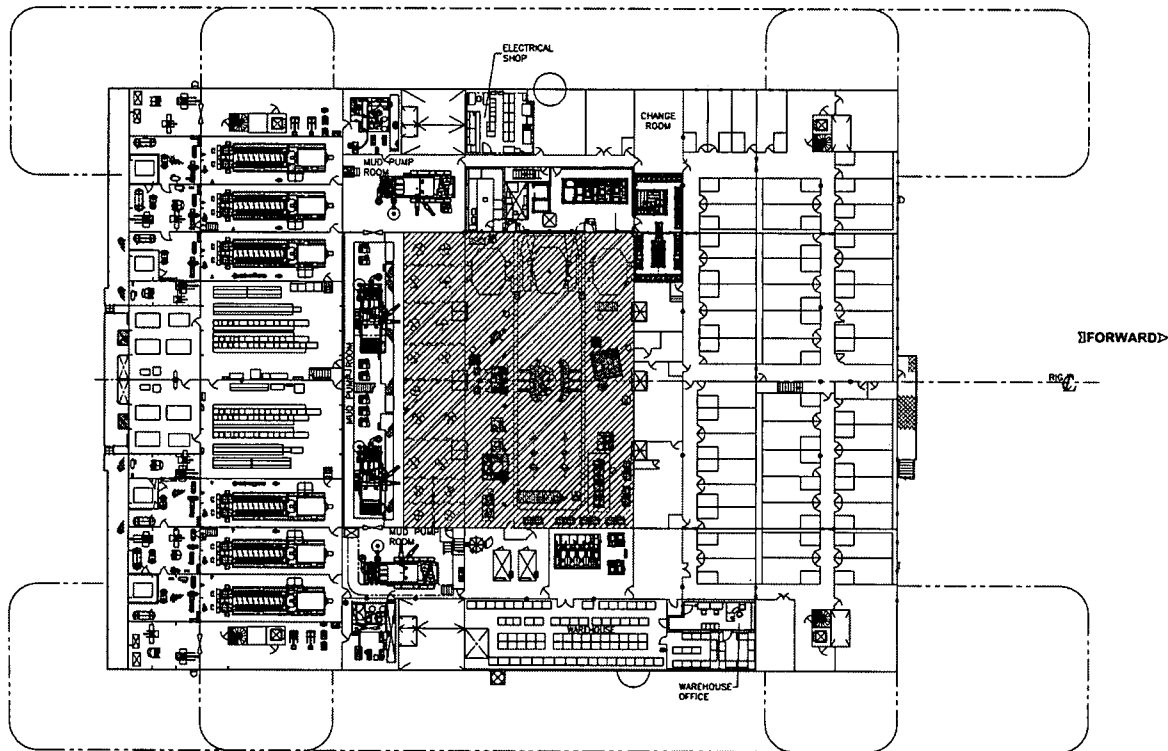 ELECTRICAL
SHOP
CHANGE
ROOM
MUD PUMP
ROOM
MUD PUMP ROOM
FORWARD
RIG
MUD PUMP
ROOM
WAREHOUSE
WAREHOUSE
OFFICE